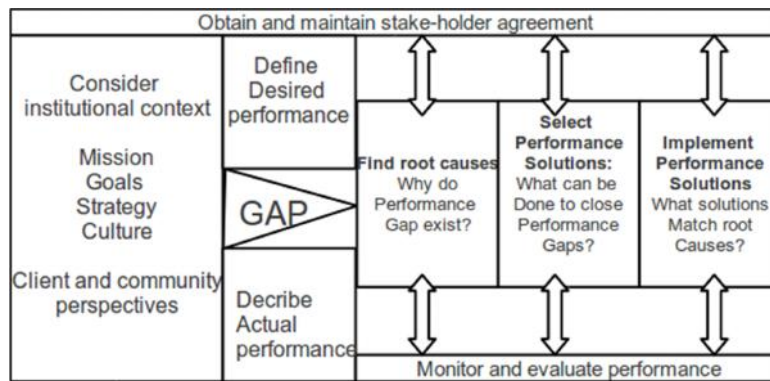 Obtain and maintain stake-holder agreement
Consider
institutional context
Mission
Goals
Strategy
Culture
Client and community
perspectives
Define
Desired
performance
GAP
Decribe
Actual
performance
Find root causes
Why do
Performance
Gap exist?
Select
Performance
Solutions:
What can be
Done to close
Performance
Gaps?
Implement
Performance
Solutions
What solutions
Match root
Causes?
Monitor and evaluate performance